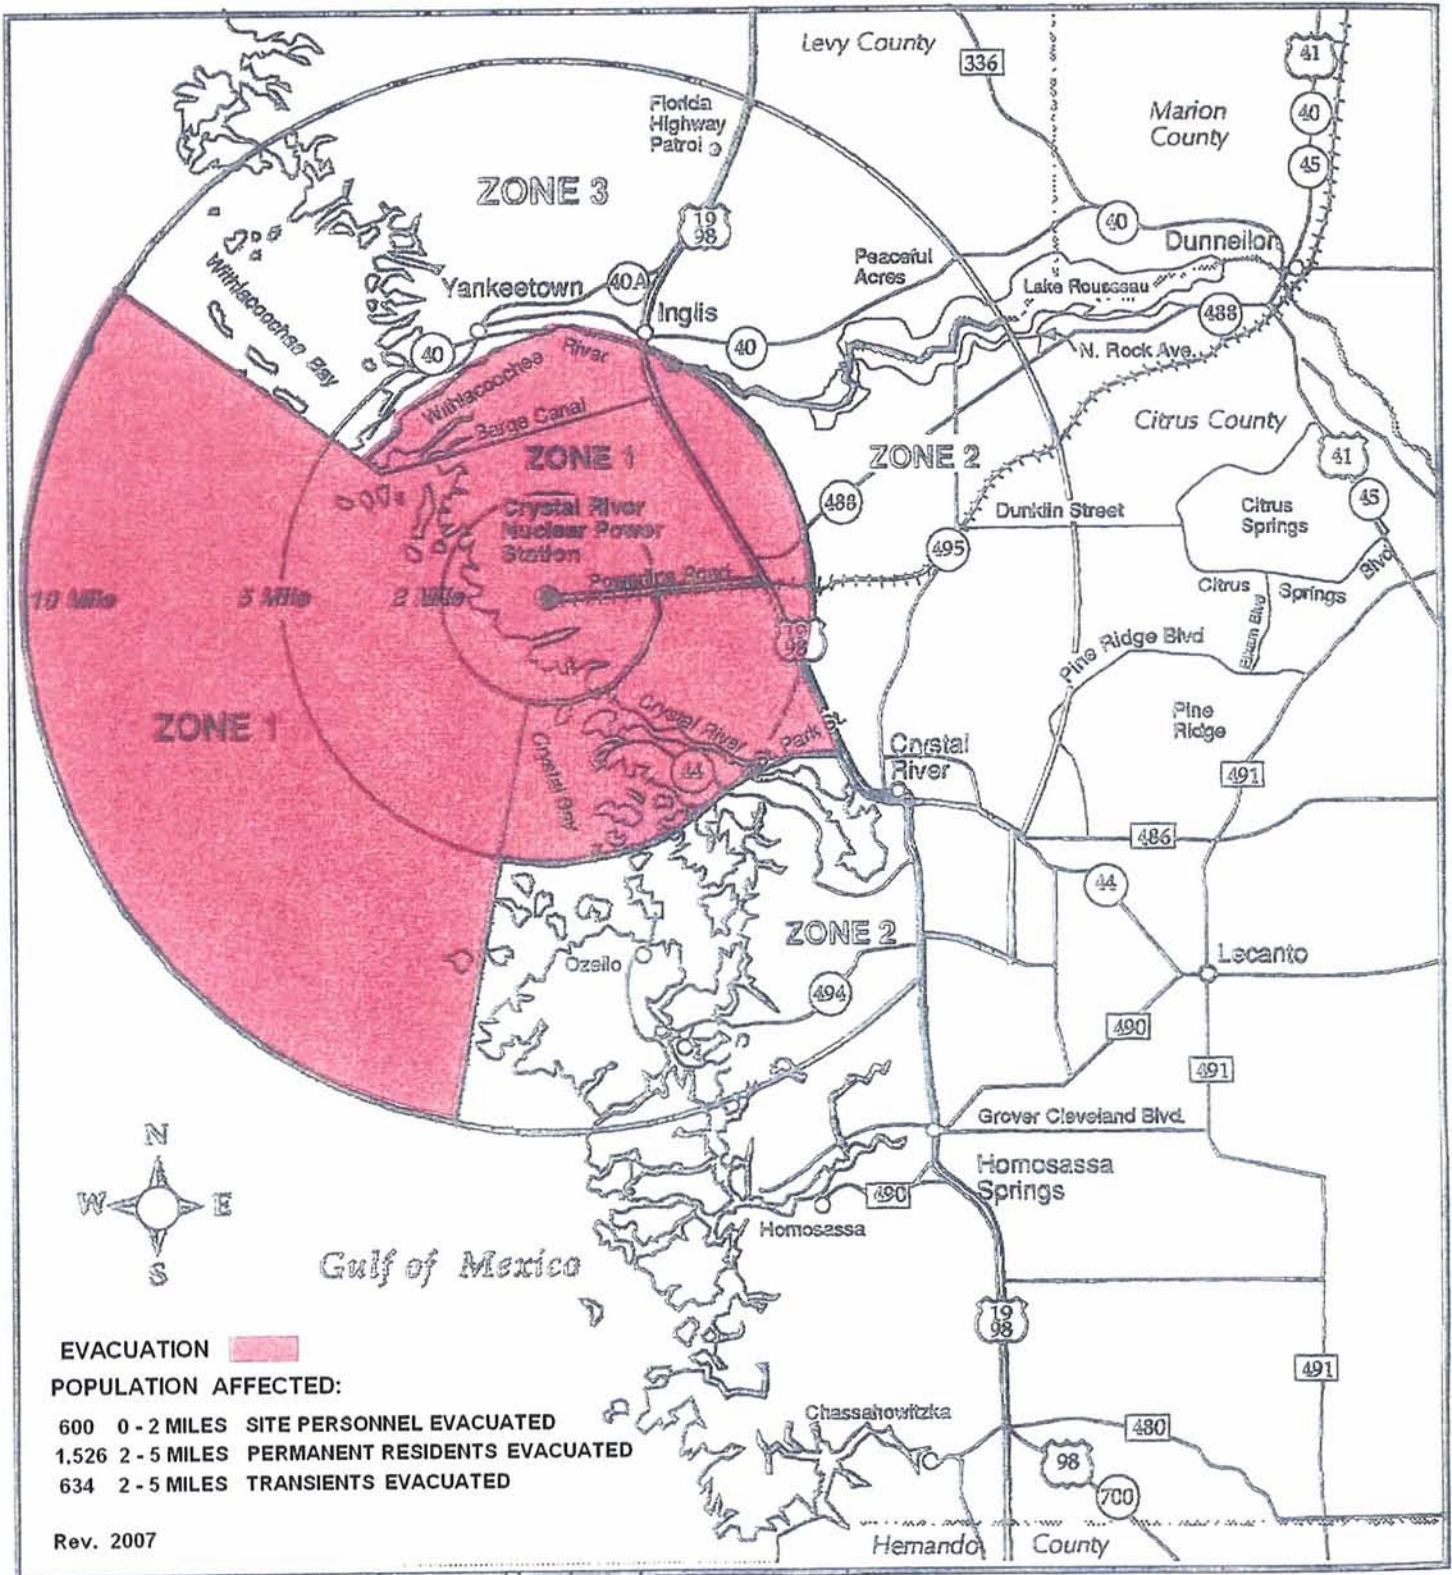 Levy County
336
41
Marion
County
40
45
Florida
Highway
Patrol
ZONE 3
19
98
40
Dunnellon
Peaceful
Acres
Lake Rousseau
40A
Yankeetown
Inglis
488
Withlacoochee Bay
40
40
N. Rock Ave.
River
Withlacoochee
Barge Canal
Citrus County
ZONE 1
ZONE 2
41
45
488
Crystal River
Nuclear Power
Station
Dunklin Street
Citrus
Springs
495
Blvd
Powerline Road
Citrus Springs
10 Mile
5 Mile
2 Mile
19
98
Elkam Blvd
Pine Ridge Blvd
Pine
Ridge
ZONE 1
Crystal River
Park
Crystal Bay
44
Crystal
River
491
486
44
ZONE 2
Lecanto
Ozello
494
490
491
Grover Cleveland Blvd.
N
W E
S
Homosassa
Springs
490
Homosassa
Gulf of Mexico
19
98
EVACUATION
491
POPULATION AFFECTED:
Chassahowitzka
600 0 - 2 MILES SITE PERSONNEL EVACUATED
480
1.526 2 - 5 MILES PERMANENT RESIDENTS EVACUATED
98
634 2 - 5 MILES TRANSIENTS EVACUATED
700
Rev. 2007
Hernando County